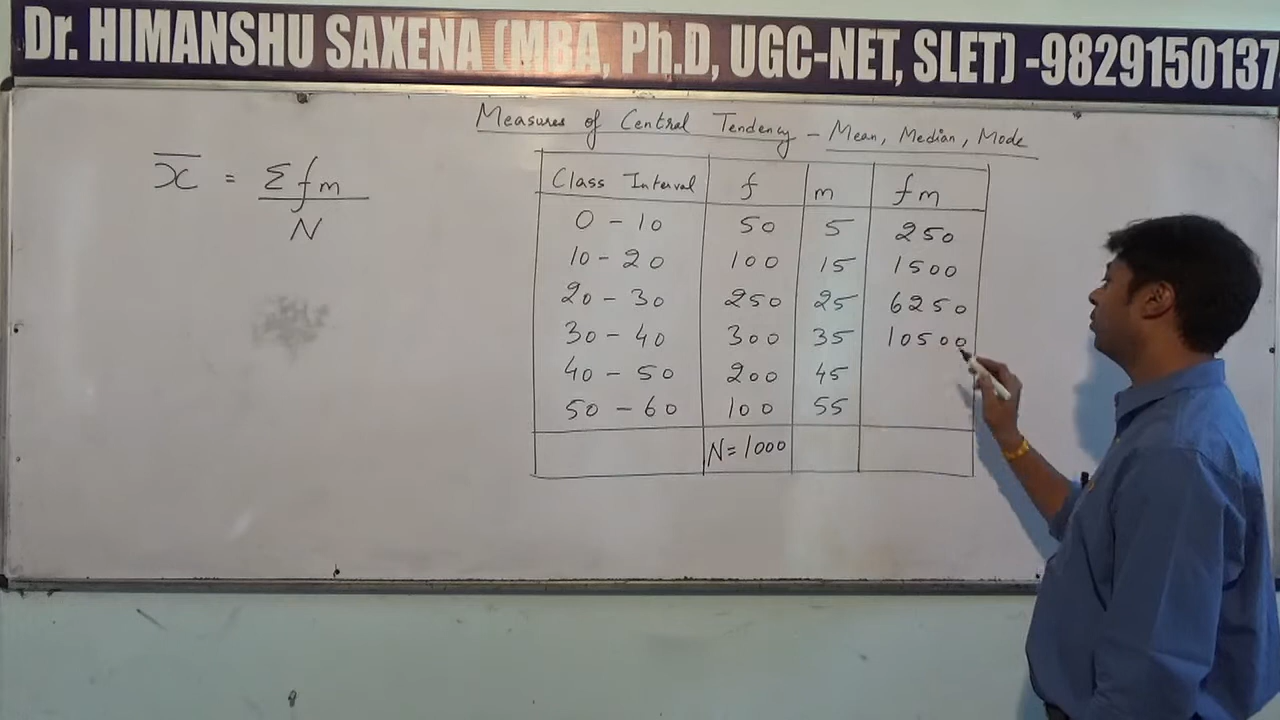 Dr. HIMANSHU SAXENA (MBA, Ph.D, UGC-NET, SLET) -9829150137
Measures of Central Tendency - Mean, Median, Mode
x̄ = Σfm
N
Class Interval f m fm
0 - 10 50 5 250
10 - 20 100 15 1500
20 - 30 250 25 6250
30 - 40 300 35 10500
40 - 50 200 45
50 - 60 100 55
N = 1000